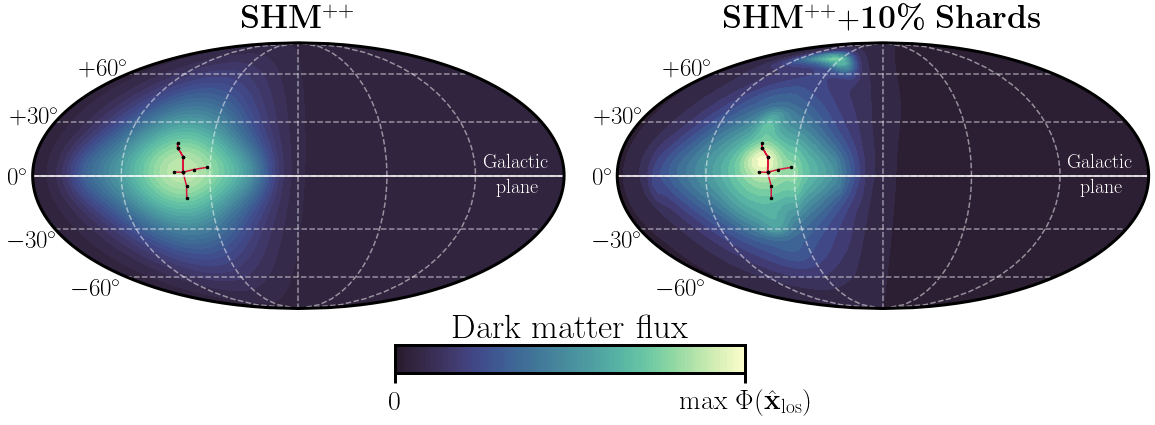 SHM⁺⁺
SHM⁺⁺+10% Shards
+60°
+30°
0°
−30°
−60°
Galactic
plane
+60°
+30°
0°
−30°
−60°
Galactic
plane
Dark matter flux
0
max Φ(x̂_los)